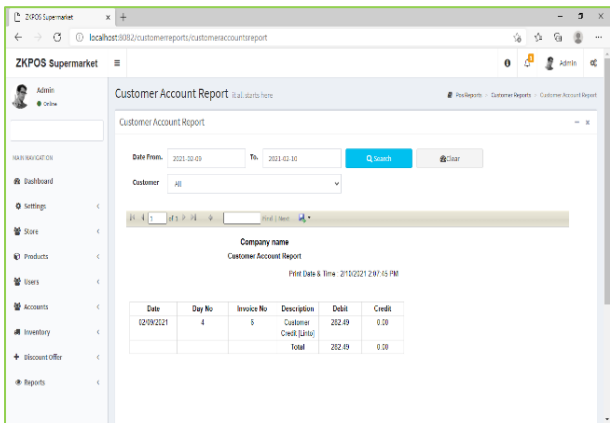 ZKPOS Supermarket
localhost:8082/customerreports/customeraccountsreport
ZKPOS Supermarket
Admin
Admin
Online
Customer Account Report it all starts here
PosReports > Customer Reports > Customer Account Report
Customer Account Report
MAIN NAVIGATION
Dashboard
Settings
Store
Products
Users
Accounts
Inventory
Discount Offer
Reports
Date From. 2021-02-09 To. 2021-02-10 Search Clear
Customer All
1 of 1 Find | Next
Company name
Customer Account Report
Print Date & Time : 2/10/2021 2:07:45 PM
Date Day No Invoice No Description Debit Credit
02/09/2021 4 6 Customer Credit [Linto] 282.49 0.00
Total 282.49 0.00